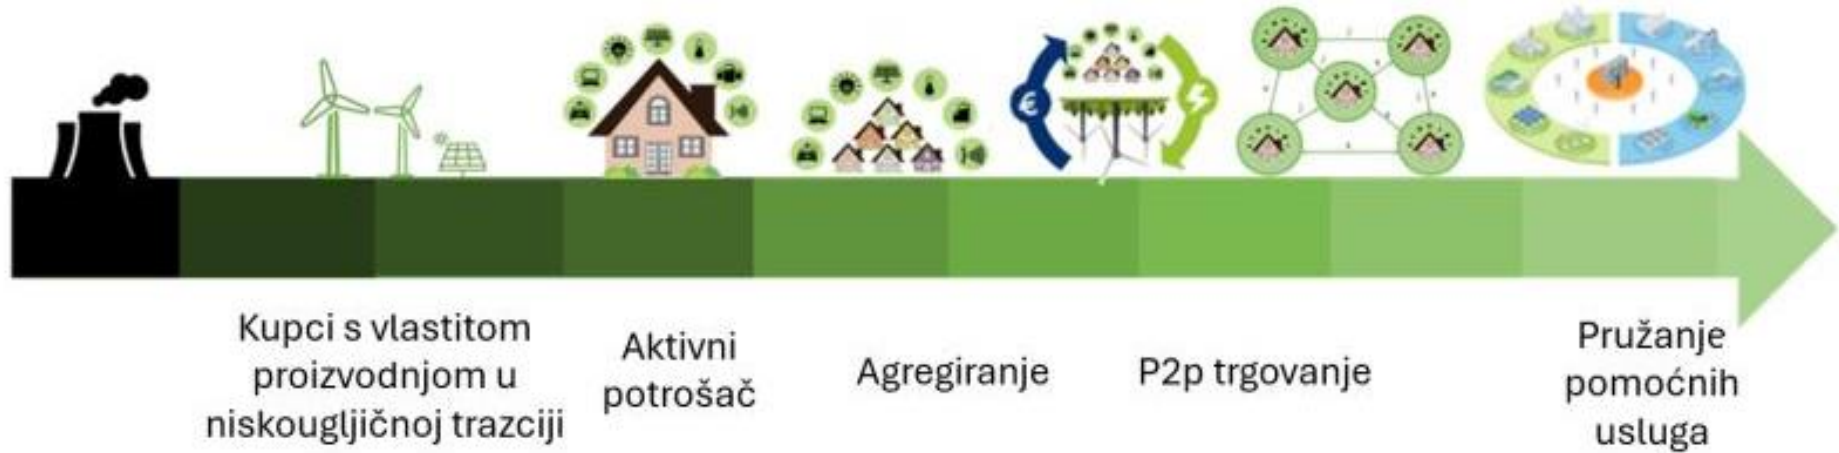 €
Kupci s vlastitom
proizvodnjom u
niskougljičnoj trazciji
Aktivni
potrošač
Agregiranje
P2p trgovanje
Pružanje
pomoćnih
usluga